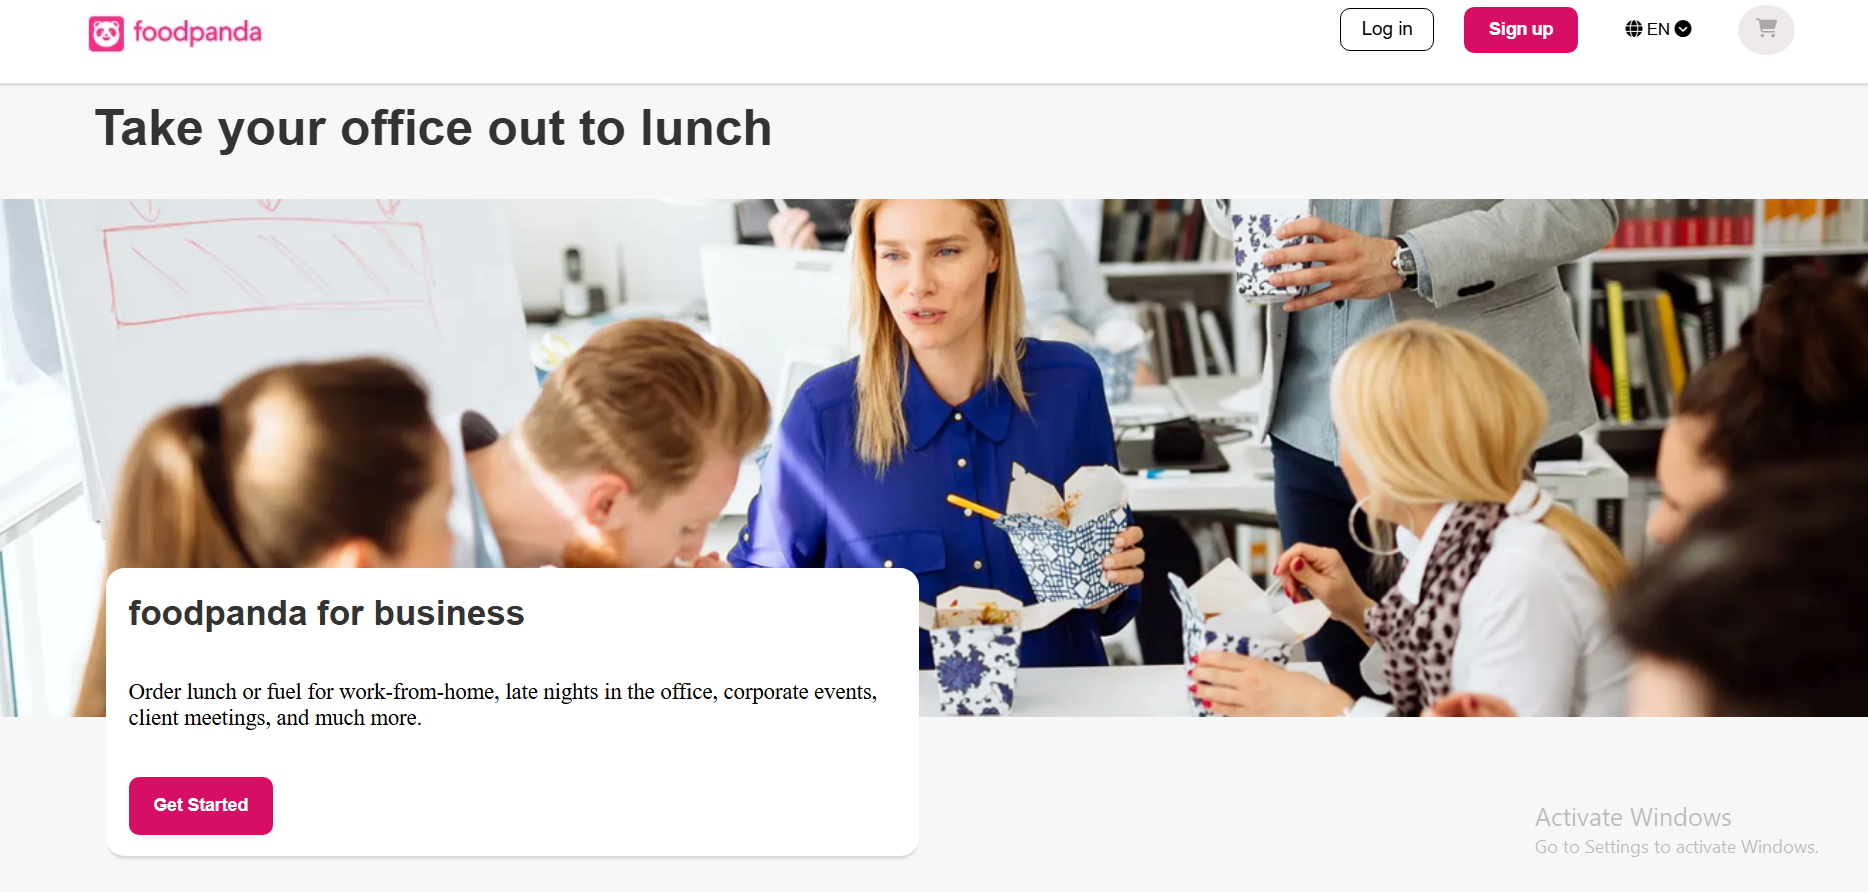 foodpanda
Log in
Sign up
EN
Take your office out to lunch
foodpanda for business
Order lunch or fuel for work-from-home, late nights in the office, corporate events,
client meetings, and much more.
Get Started
Activate Windows
Go to Settings to activate Windows.